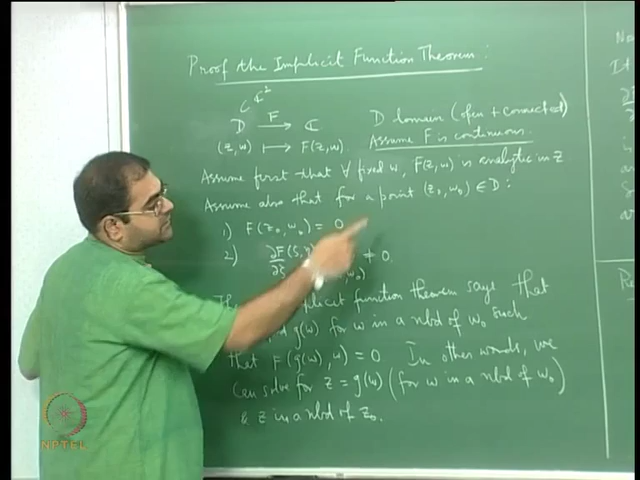 Proof the Implicit Function Theorem:
⊂ ℂ²
D F→ ℂ D domain (open + connected)
(z,w) ⟼ F(z,w). Assume F is continuous.
Assume first that ∀ fixed w, F(z,w) is analytic in z
Assume also that for a point (z₀,w₀) ∈ D:
1) F(z₀,w₀) = 0
2) ∂F ≠ 0.
implicit function theorem says that
g(w) for w in a nbd of w₀ such
that F(g(w),w) = 0 In other words, we
can solve for z = g(w) (for w in a nbd of w₀)
& z in a nbd of z₀.
No
It
is
NPTEL